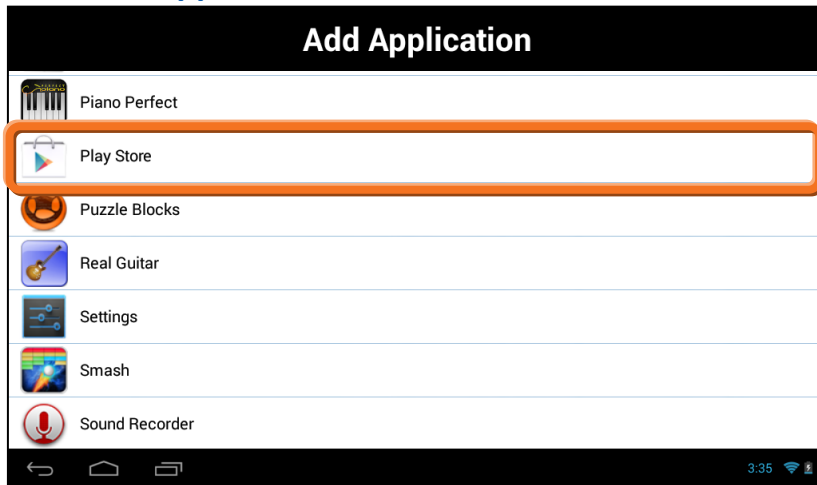 Add Application
Piano Perfect
Play Store
Puzzle Blocks
Real Guitar
Settings
Smash
Sound Recorder
3:35